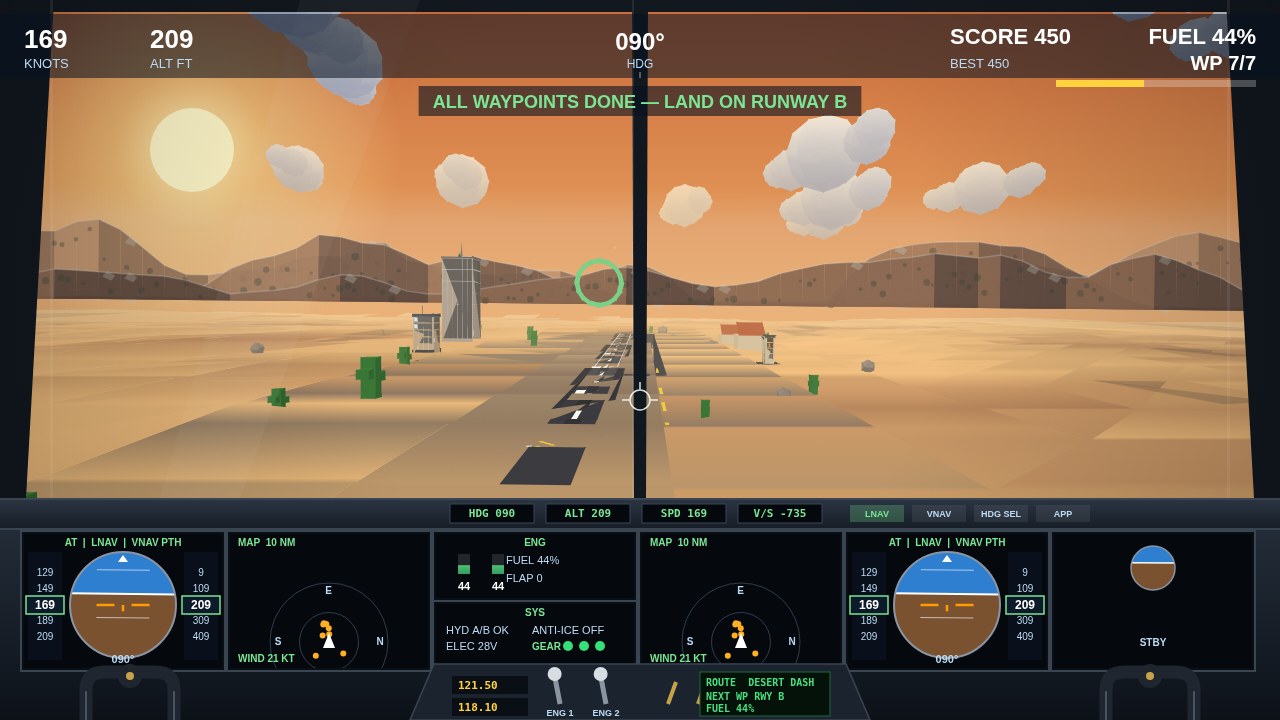 169
KNOTS
209
ALT FT
090°
HDG
SCORE 450
BEST 450
FUEL 44%
WP 7/7
ALL WAYPOINTS DONE — LAND ON RUNWAY B
HDG 090
ALT 209
SPD 169
V/S -735
LNAV
VNAV
HDG SEL
APP
AT | LNAV | VNAV PTH
129
149
169
189
209
9
109
209
309
409
090°
MAP 10 NM
E
S
N
WIND 21 KT
ENG
44
44
FUEL 44%
FLAP 0
SYS
HYD A/B OK
ANTI-ICE OFF
ELEC 28V
GEAR
MAP 10 NM
E
S
N
WIND 21 KT
AT | LNAV | VNAV PTH
129
149
169
189
209
9
109
209
309
409
090°
STBY
121.50
118.10
ENG 1
ENG 2
ROUTE DESERT DASH
NEXT WP RWY B
FUEL 44%